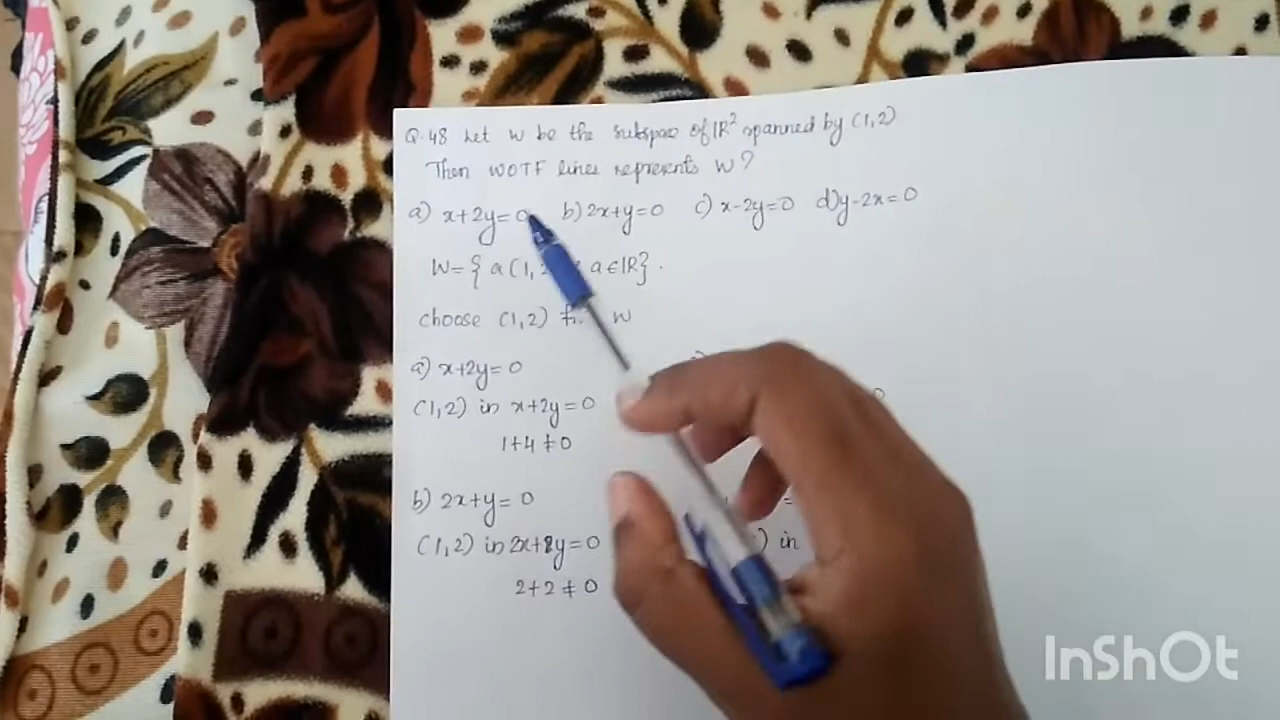 Q.48 Let W be the subspace of IR² spanned by (1,2)
Then WOTF lines represents W?
a) x+2y=0 b) 2x+y=0 c) x-2y=0 d) y-2x=0
W={ a(1,2 a∈IR}.
choose (1,2) W
a) x+2y=0
(1,2) in x+2y=0
1+4≠0
b) 2x+y=0
(1,2) in 2x+y=0
2+2≠0
) in
InShOt